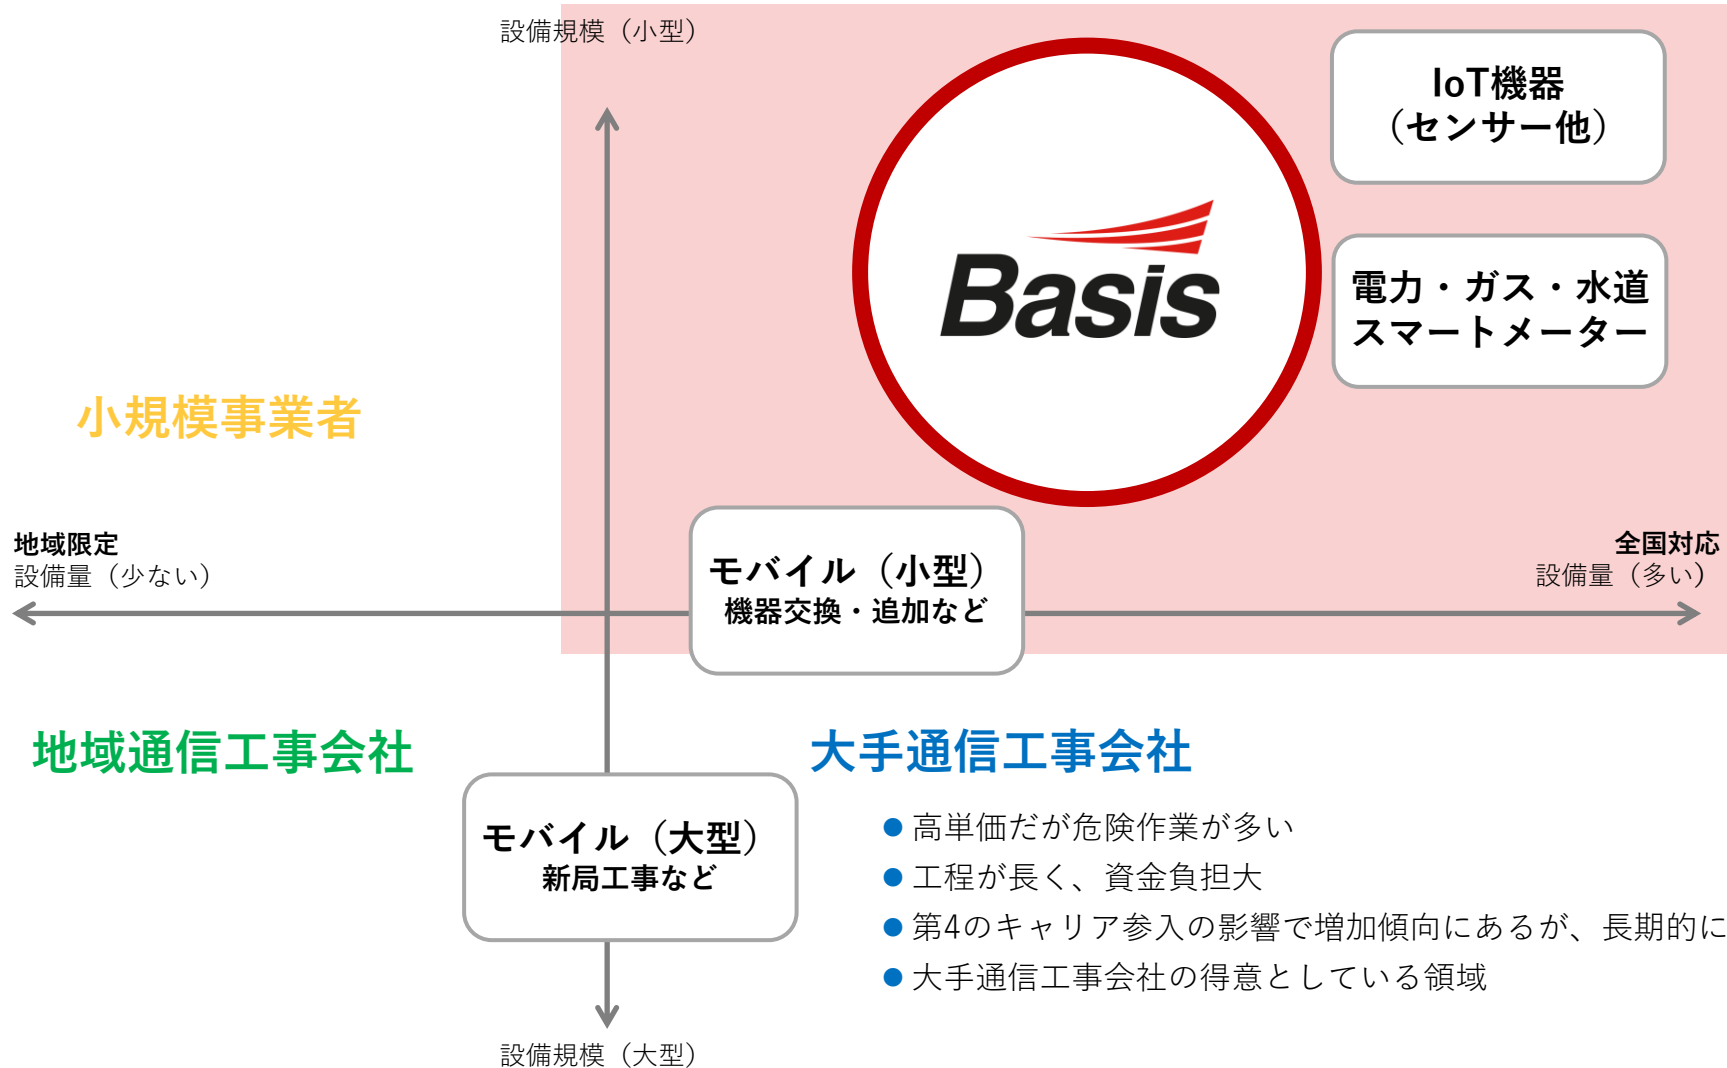 設備規模（小型）
IoT機器
（センサー他）
Basis
電力・ガス・水道
スマートメーター
小規模事業者
地域限定
設備量（少ない）
全国対応
設備量（多い）
モバイル（小型）
機器交換・追加など
地域通信工事会社
大手通信工事会社
モバイル（大型）
新局工事など
● 高単価だが危険作業が多い
● 工程が長く、資金負担大
● 第4のキャリア参入の影響で増加傾向にあるが、長期的に
● 大手通信工事会社の得意としている領域
設備規模（大型）